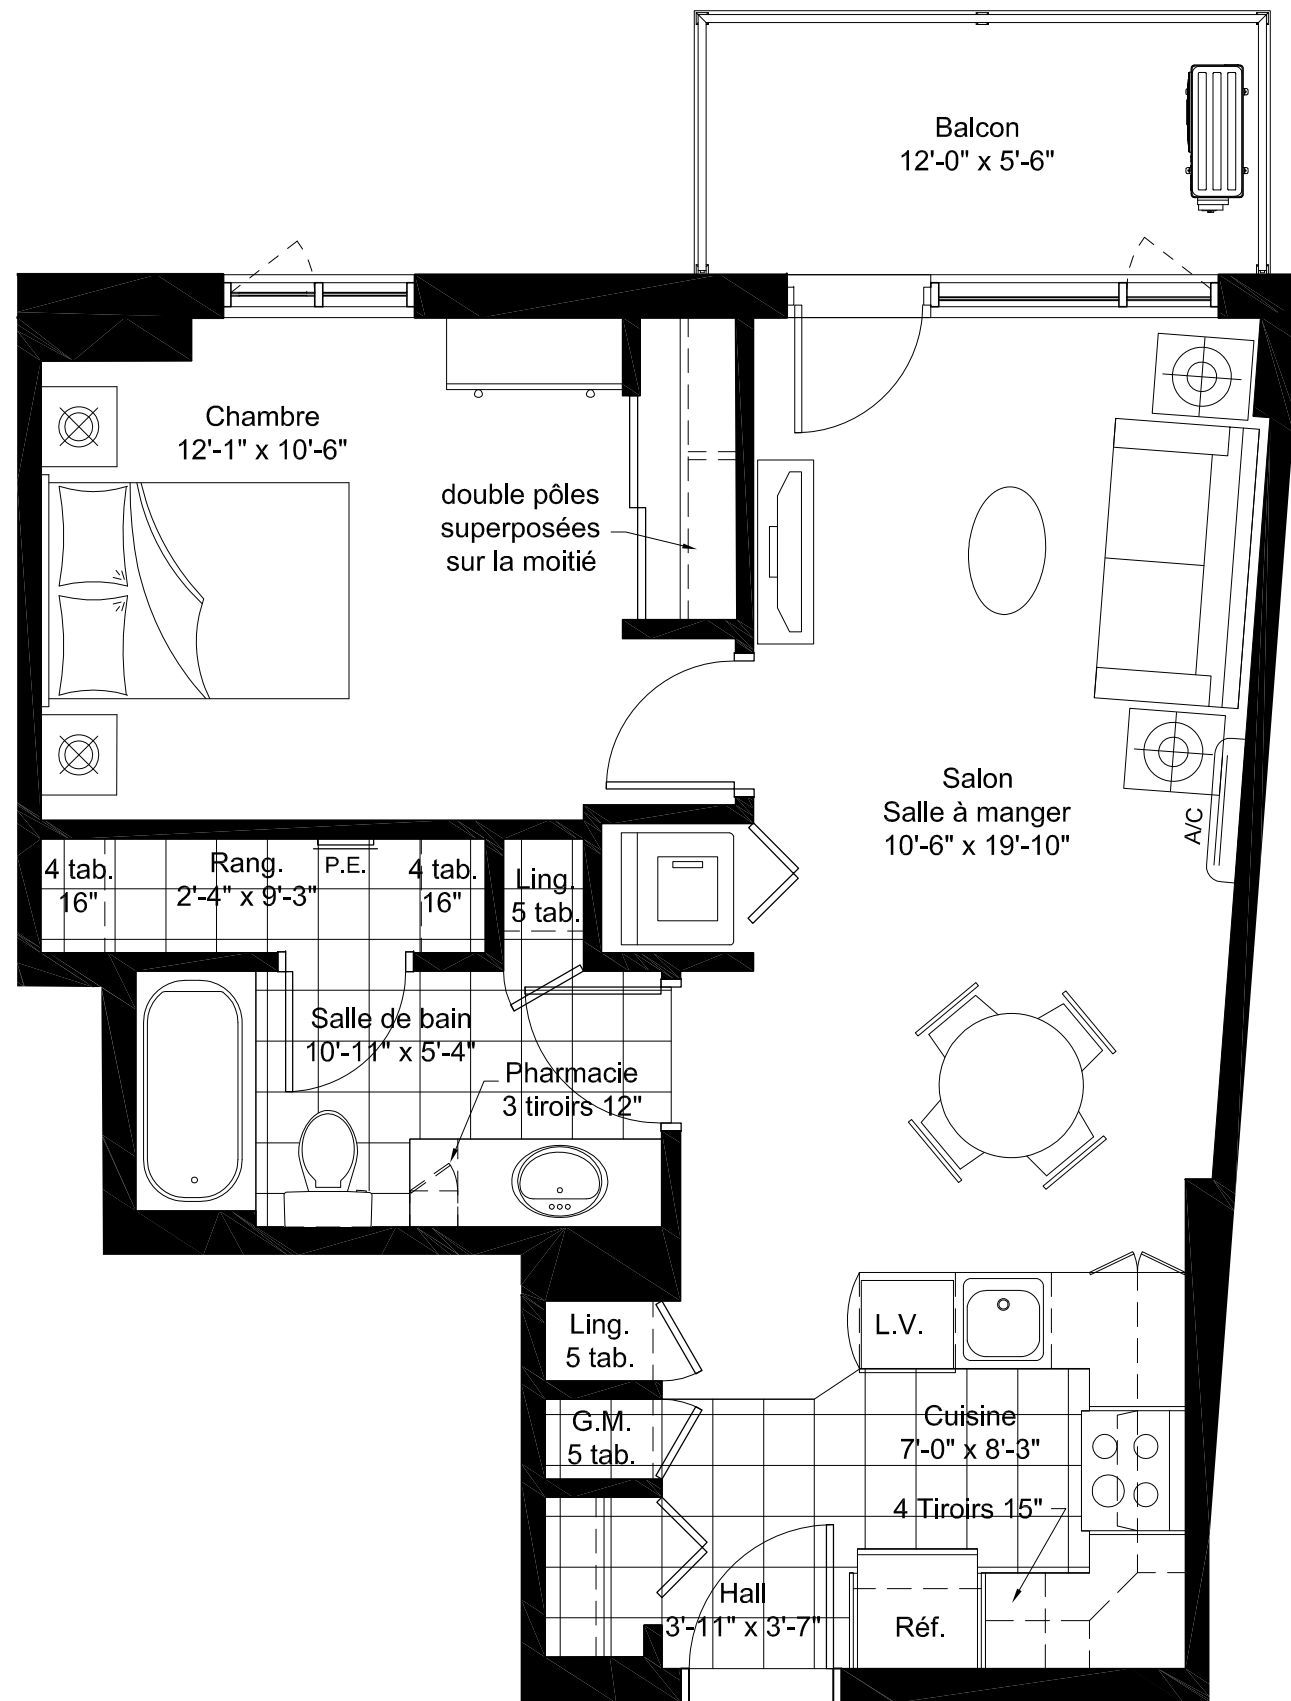 Balcon
12'-0" x 5'-6"
Chambre
12'-1" x 10'-6"
double pôles
superposées
sur la moitié
Salon
Salle à manger
10'-6" x 19'-10"
A/C
4 tab.
16"
Rang.
2'-4" x 9'-3"
P.E.
4 tab.
16"
Ling.
5 tab.
Salle de bain
10'-11" x 5'-4"
Pharmacie
3 tiroirs 12"
Ling.
5 tab.
L.V.
G.M.
5 tab.
Cuisine
7'-0" x 8'-3"
4 Tiroirs 15"
Hall
3'-11" x 3'-7"
Réf.